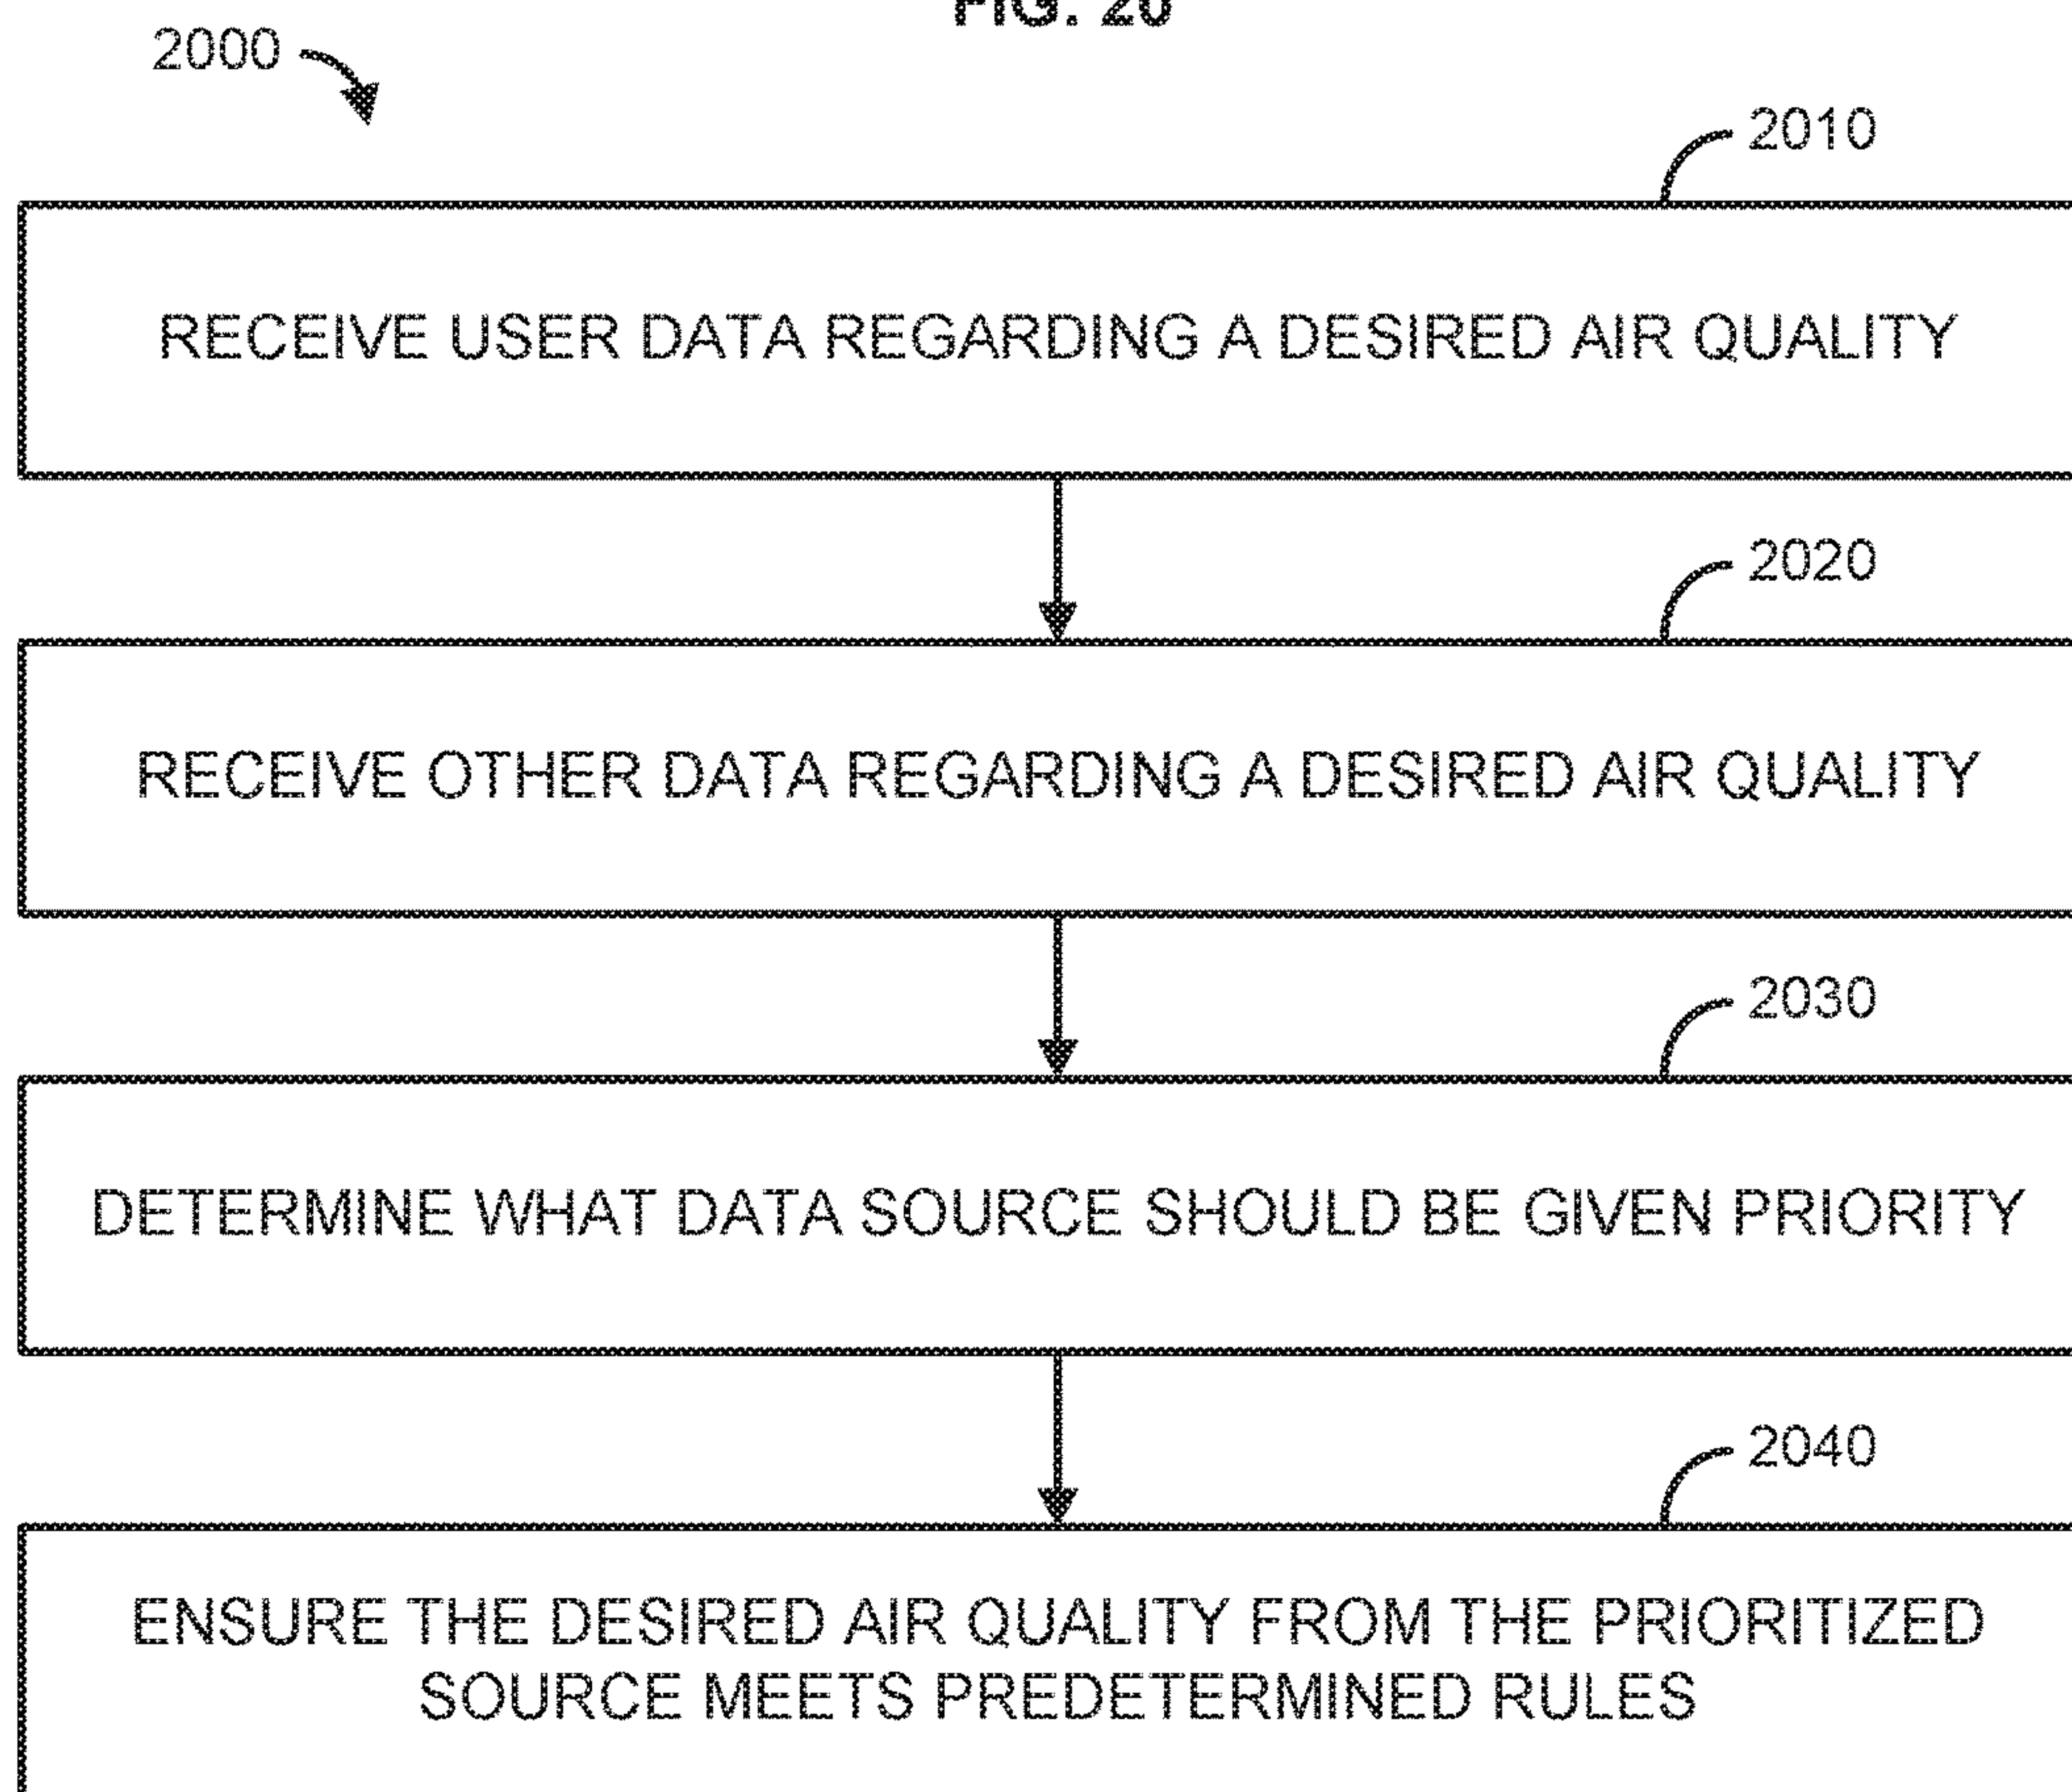 FIG. 20
2000
2010
RECEIVE USER DATA REGARDING A DESIRED AIR QUALITY
2020
RECEIVE OTHER DATA REGARDING A DESIRED AIR QUALITY
2030
DETERMINE WHAT DATA SOURCE SHOULD BE GIVEN PRIORITY
2040
ENSURE THE DESIRED AIR QUALITY FROM THE PRIORITIZED
SOURCE MEETS PREDETERMINED RULES